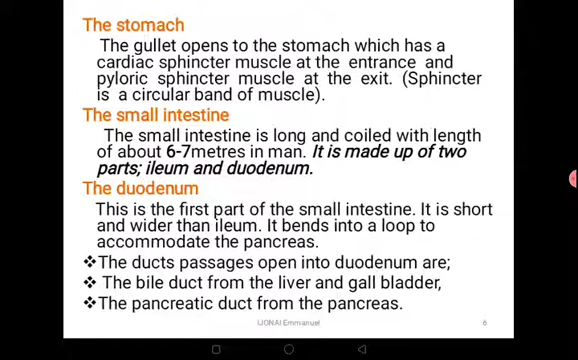 The stomach
The gullet opens to the stomach which has a
cardiac sphincter muscle at the entrance and
pyloric sphincter muscle at the exit. (Sphincter
is a circular band of muscle).
The small intestine
The small intestine is long and coiled with length
of about 6-7metres in man. It is made up of two
parts; ileum and duodenum.
The duodenum
This is the first part of the small intestine. It is short
and wider than ileum. It bends into a loop to
accommodate the pancreas.
❖The ducts passages open into duodenum are;
❖ The bile duct from the liver and gall bladder,
❖The pancreatic duct from the pancreas.
IJONAI Emmanuel 6